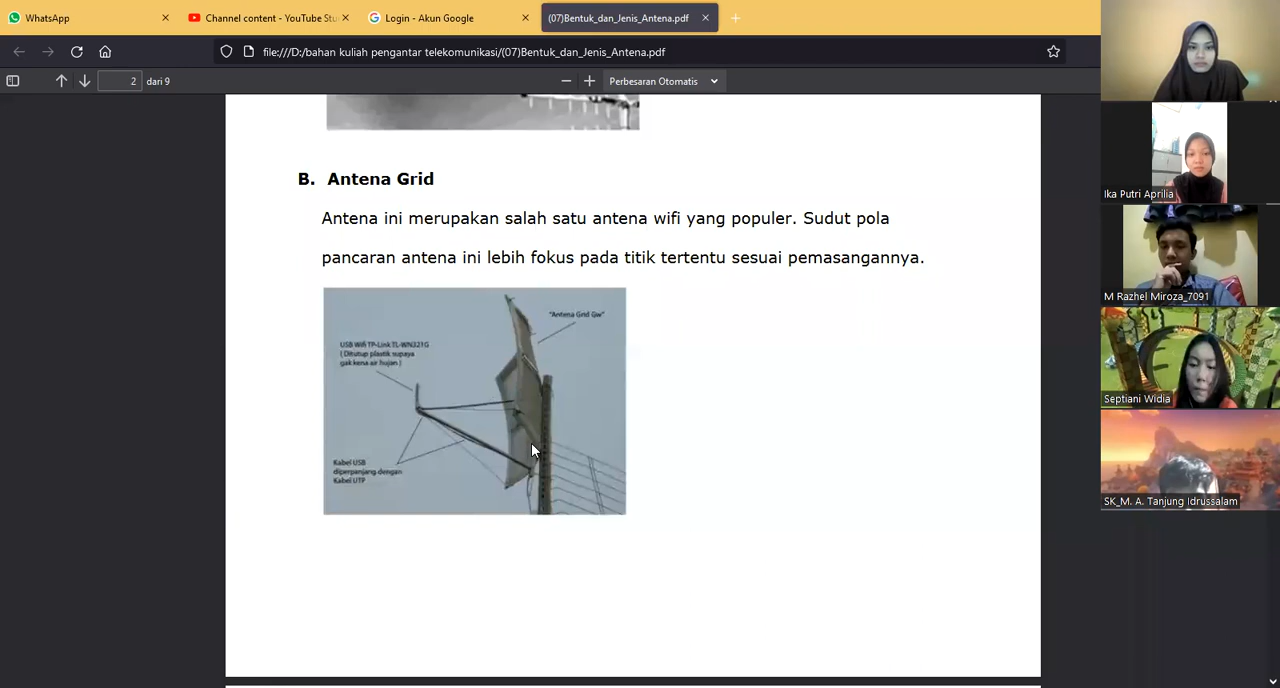 WhatsApp
Channel content - YouTube Stu
Login - Akun Google
(07)Bentuk_dan_Jenis_Antena.pdf
file:///D:/bahan kuliah pengantar telekomunikasi/(07)Bentuk_dan_Jenis_Antena.pdf
2 dari 9
Perbesaran Otomatis
B. Antena Grid
Antena ini merupakan salah satu antena wifi yang populer. Sudut pola
pancaran antena ini lebih fokus pada titik tertentu sesuai pemasangannya.
"Antena Grid Gw"
USB Wifi TP-Link TL-WN321G
( Ditutup plastik supaya
gak kena air hujan )
Kabel USB
diperpanjang dengan
Kabel UTP
Ika Putri Aprilia
M Razhel Miroza_7091
Septiani Widia
SK_M. A. Tanjung Idrussalam